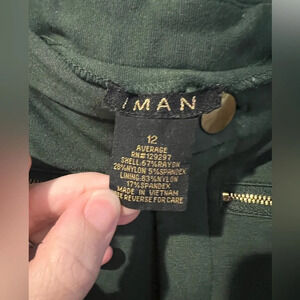 IMAN
12
AVERAGE
RN#129297
SHELL:67%RAYON
28%NYLON 5%SPANDEX
LINING:83%NYLON
17%SPANDEX
MADE IN VIETNAM
SEE REVERSE FOR CARE